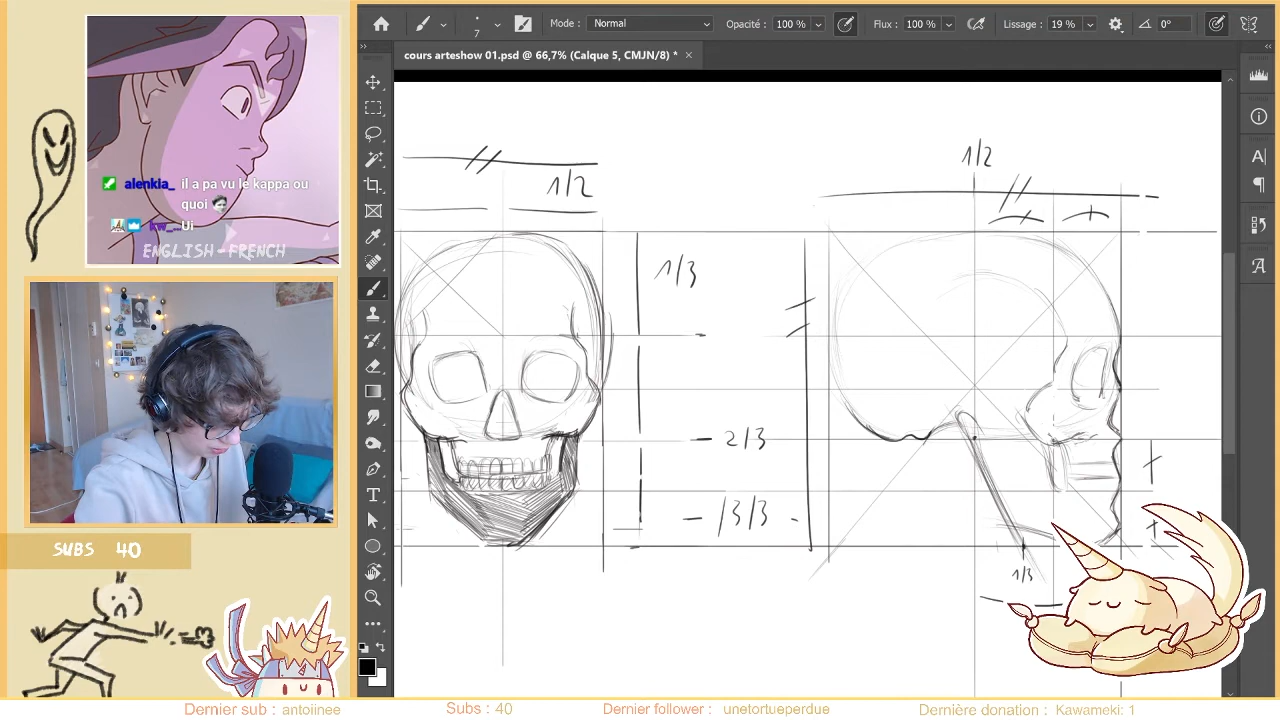 Mode : Normal Opacité : 100 % Flux : 100 % Lissage : 19 % 0°
7
cours arteshow 01.psd @ 66,7% (Calque 5, CMJN/8) * ×
alenkia_ il a pa vu le kappa ou
quoi
kw_...Ui
ENGLISH - FRENCH
1/2
1/2
1/3
2/3
3/3
1/3
SUBS 40
Dernier sub : antoiinee Subs : 40 Dernier follower : unetortueperdue Dernière donation : Kawameki: 1